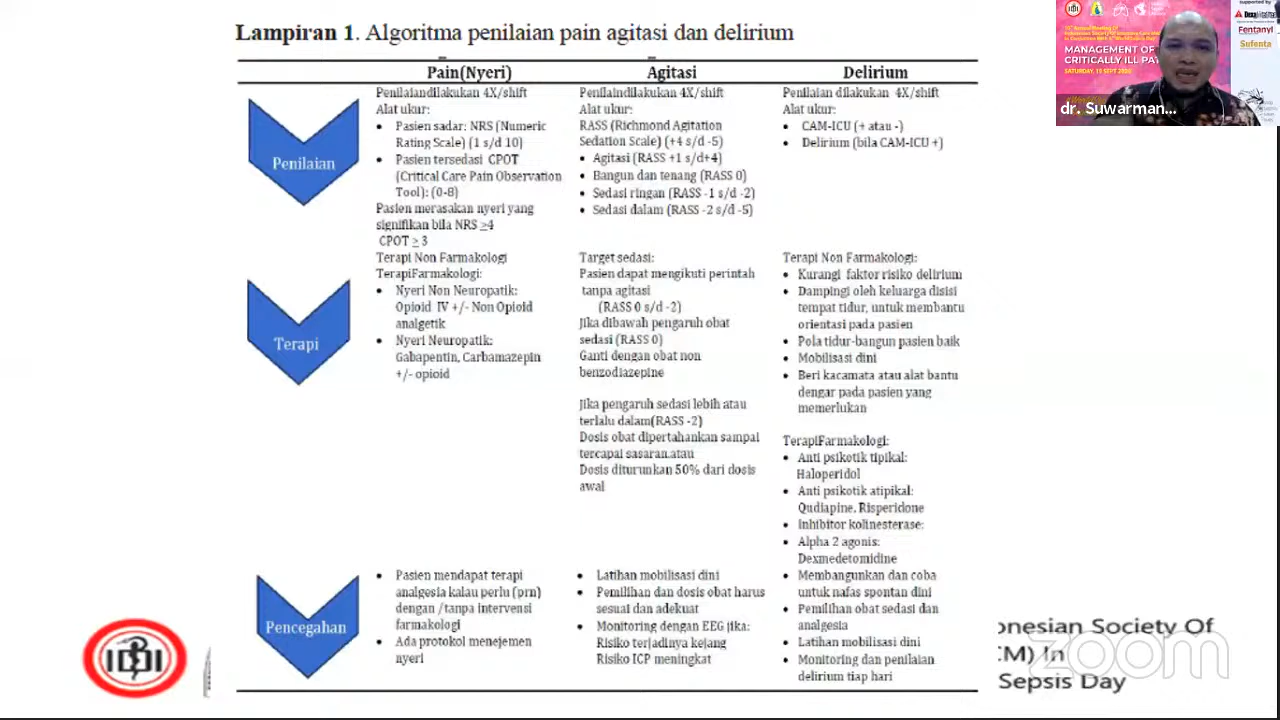 Lampiran 1. Algoritma penilaian pain agitasi dan delirium
Pain(Nyeri)
Agitasi
Delirium
Penilaian
Penilaiandilakukan 4X/shift
Alat ukur:
• Pasien sadar: NRS (Numeric
Rating Scale) (1 s/d 10)
• Pasien tersedasi CPOT
(Critical Care Pain Observation
Tool): (0-8)
Pasien merasakan nyeri yang
signifikan bila NRS ≥4
CPOT ≥ 3
Penilaindilakukan 4X/shift
Alat ukur:
RASS (Richmond Agitation
Sedation Scale) (+4 s/d -5)
• Agitasi (RASS +1 s/d+4)
• Bangun dan tenang (RASS 0)
• Sedasi ringan (RASS -1 s/d -2)
• Sedasi dalam (RASS -2 s/d -5)
Penilaian dilakukan 4X/shift
Alat ukur:
• CAM-ICU (+ atau -)
• Delirium (bila CAM-ICU +)
Terapi
Terapi Non Farmakologi
TerapiFarmakologi:
• Nyeri Non Neuropatik:
Opioid IV +/- Non Opioid
analgetik
• Nyeri Neuropatik:
Gabapentin, Carbamazepin
+/- opioid
Target sedasi:
Pasien dapat mengikuti perintah
tanpa agitasi
(RASS 0 s/d -2)
Jika dibawah pengaruh obat
sedasi (RASS 0)
Ganti dengan obat non
benzodiazepine
Jika pengaruh sedasi lebih atau
terlalu dalam(RASS -2)
Dosis obat dipertahankan sampai
tercapai sasaran.atau
Dosis diturunkan 50% dari dosis
awal
Terapi Non Farmakologi:
• Kurangi faktor risiko delirium
• Dampingi oleh keluarga disisi
tempat tidur, untuk membantu
orientasi pada pasien
• Pola tidur-bangun pasien baik
• Mobilisasi dini
• Beri kacamata atau alat bantu
dengar pada pasien yang
memerlukan
TerapiFarmakologi:
• Anti psikotik tipikal:
Haloperidol
• Anti psikotik atipikal:
Qudiapine, Risperidone
• Inhibitor kolinesterase:
• Alpha 2 agonis:
Dexmedetomidine
Pencegahan
• Pasien mendapat terapi
analgesia kalau perlu (prn)
dengan /tanpa intervensi
farmakologi
• Ada protokol menejemen
nyeri
• Latihan mobilisasi dini
• Pemilihan dan dosis obat harus
sesuai dan adekuat
• Monitoring dengan EEG jika:
Risiko terjadinya kejang
Risiko ICP meningkat
• Membangunkan dan coba
untuk nafas spontan dini
• Pemilihan obat sedasi dan
analgesia
• Latihan mobilisasi dini
• Monitoring dan penilaian
delirium tiap hari
onesian Society Of
CM) In
Sepsis Day
zoom
IDI
MANAGEMENT OF
CRITICALLY ILL PA
SATURDAY, 19 SEPT 2020
supported by
Fentanyl
Sufenta
dr. Suwarman...